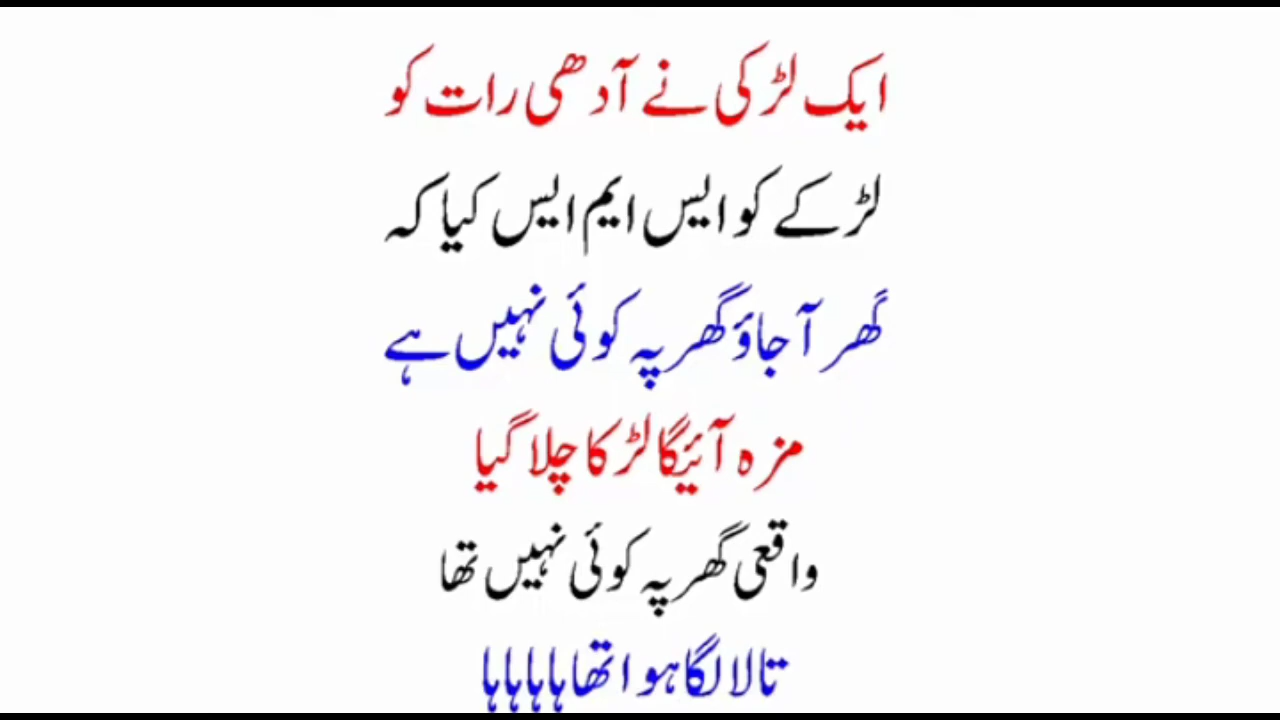 ایک لڑکی نے آدھی رات کو
لڑکے کو ایس ایم ایس کیا کہ
گھر آ جاؤ گھر پہ کوئی نہیں ہے
مزہ آئیگا لڑکا چلا گیا
واقعی گھر پہ کوئی نہیں تھا
تالا لگا ہوا تھا ہاہاہاہا